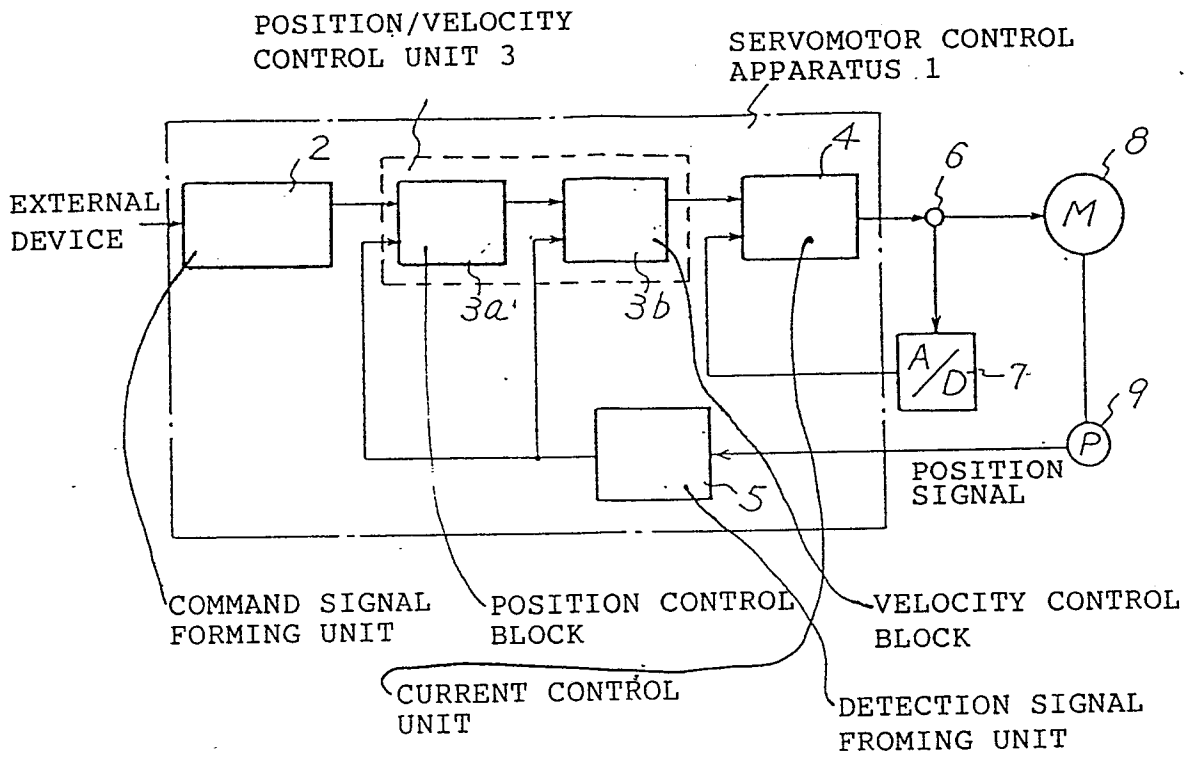 POSITION/VELOCITY
CONTROL UNIT 3
SERVOMOTOR CONTROL
APPARATUS 1
2
4
6
8
EXTERNAL
DEVICE
M
3a
3b
A/D
7
9
P
5
POSITION
SIGNAL
COMMAND SIGNAL
FORMING UNIT
POSITION CONTROL
BLOCK
VELOCITY CONTROL
BLOCK
CURRENT CONTROL
UNIT
DETECTION SIGNAL
FROMING UNIT